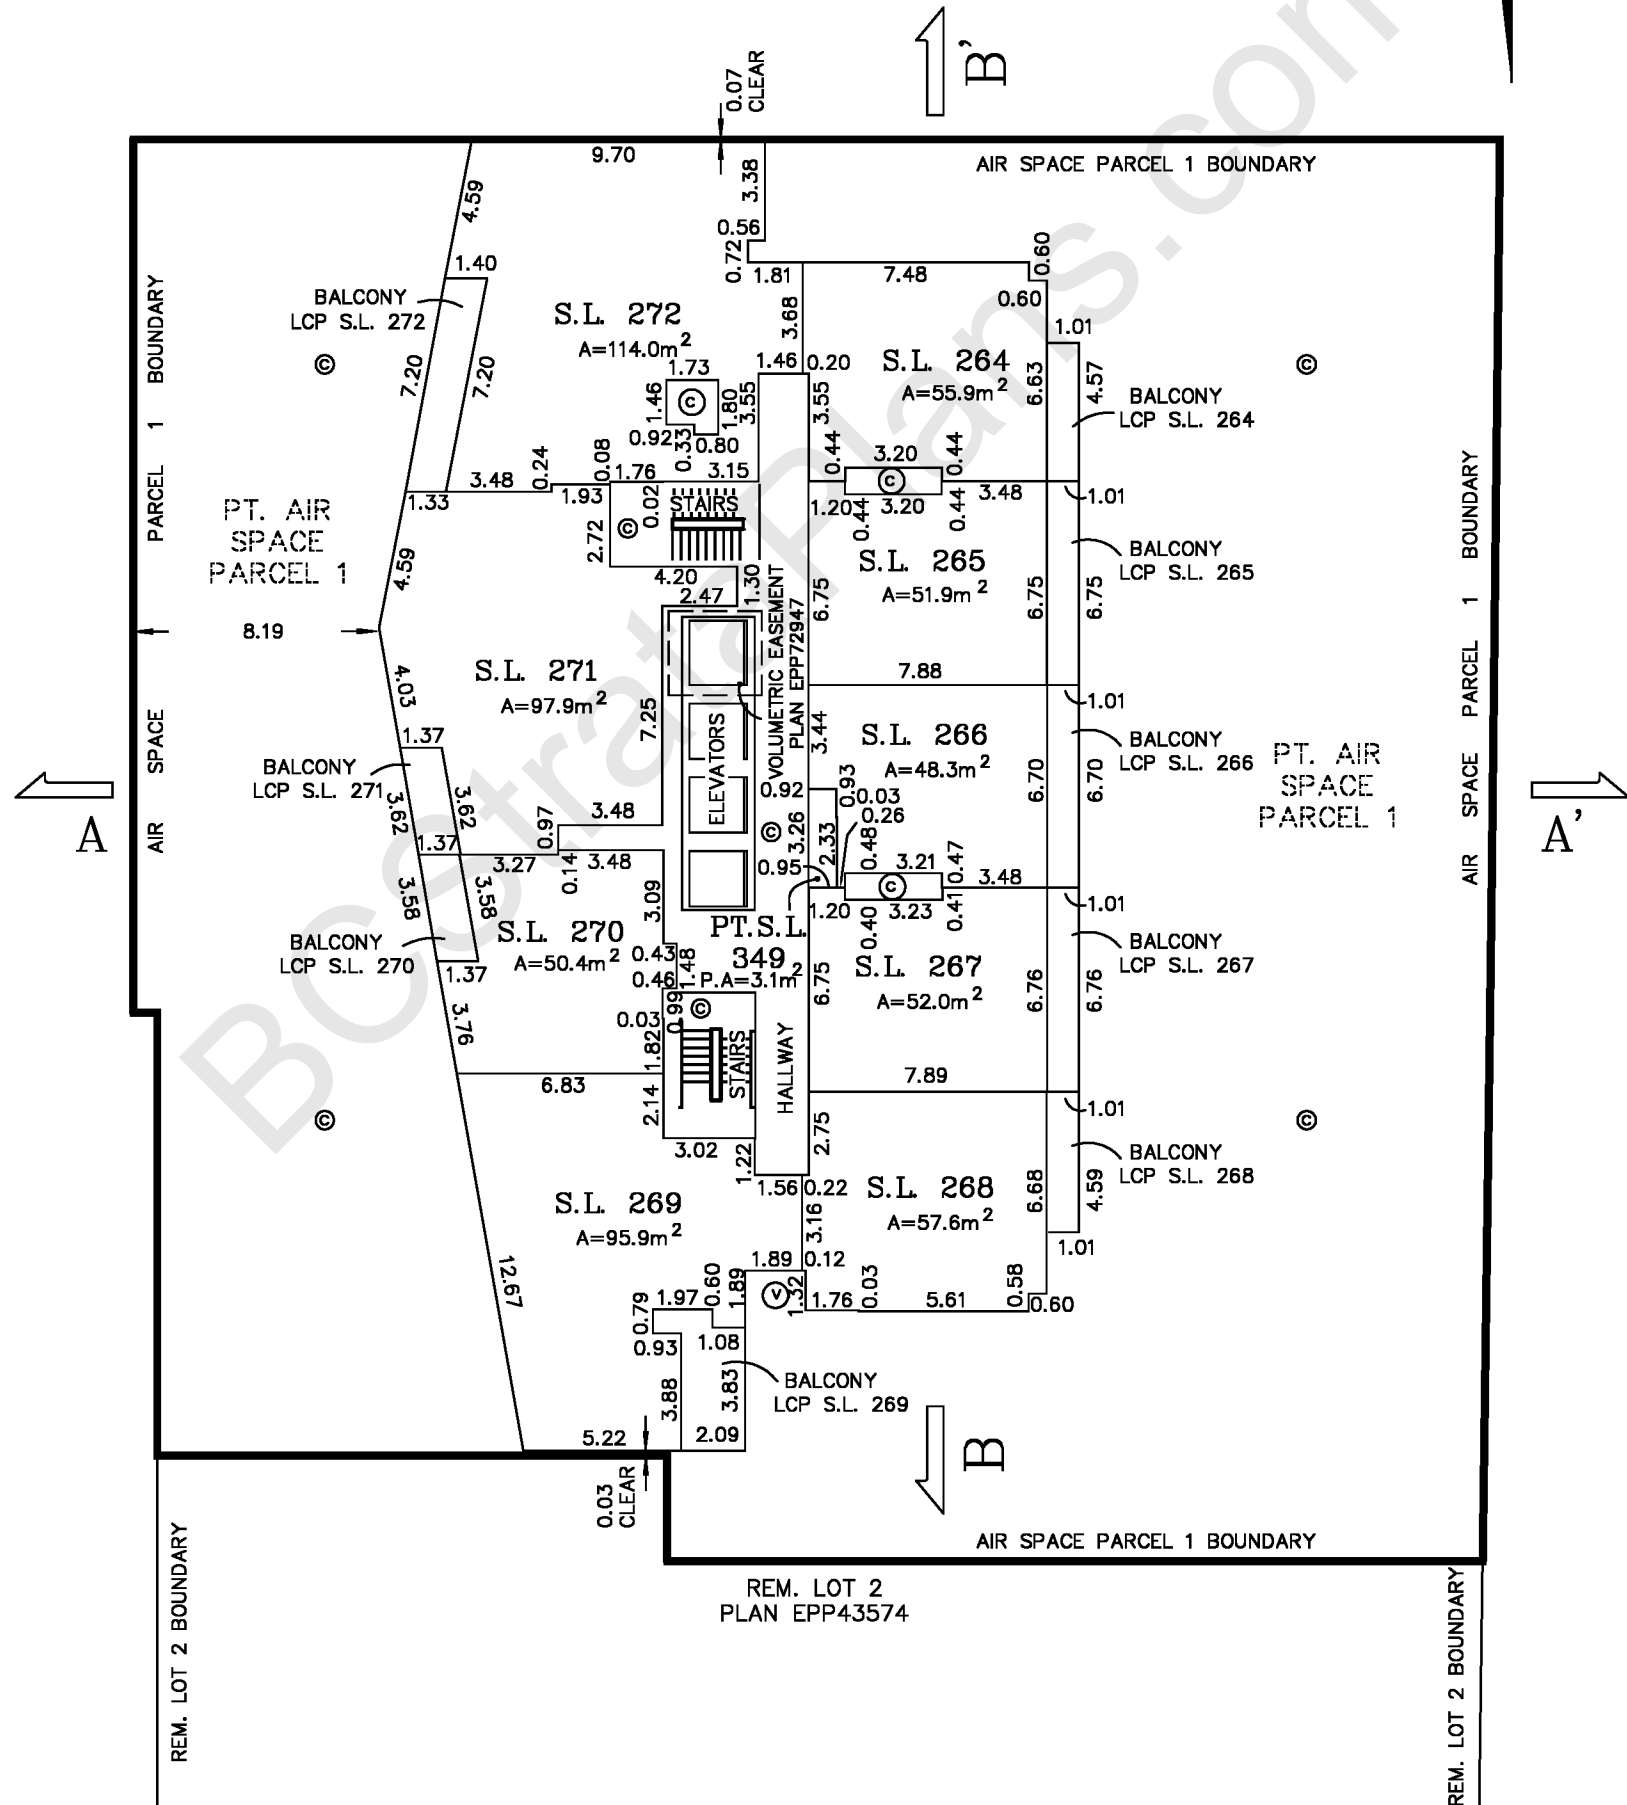 B'
0.07
CLEAR
9.70
AIR SPACE PARCEL 1 BOUNDARY
3.38
4.59
0.56
0.72
0.60
1.40
1.81
7.48
AIR SPACE PARCEL 1 BOUNDARY
BALCONY
LCP S.L. 272
S.L. 272
A=114.0m²
3.68
0.60
1.01
©
7.20
7.20
1.73
1.46
0.20
S.L. 264
A=55.9m²
6.63
4.57
©
BALCONY
LCP S.L. 264
1.46
©
1.80
3.55
3.55
0.92
0.33
0.80
0.44
3.20
0.44
0.24
0.08
3.48
1.76
3.15
©
3.48
1.01
1.33
1.93
0.02
STAIRS
1.20
0.44
3.20
0.44
PT. AIR
SPACE
PARCEL 1
©
2.72
S.L. 265
A=51.9m²
BALCONY
LCP S.L. 265
4.59
4.20
1.30
2.47
6.75
6.75
6.75
8.19
VOLUMETRIC EASEMENT
PLAN EPP72947
S.L. 271
A=97.9m²
4.03
7.25
7.88
1.01
1.37
ELEVATORS
3.44
S.L. 266
A=48.3m²
BALCONY
LCP S.L. 266
PT. AIR
SPACE
PARCEL 1
BALCONY
LCP S.L. 271
3.62
3.62
0.92
0.93
0.03
0.26
6.70
6.70
A
A'
3.48
0.97
©
3.26
2.33
0.48
3.21
0.47
1.37
3.27
0.14
3.48
0.95
©
3.48
1.01
3.58
3.58
3.09
1.20
0.40
3.23
0.41
S.L. 270
A=50.4m²
PT.S.L.
349
P.A=3.1m²
S.L. 267
A=52.0m²
BALCONY
LCP S.L. 270
BALCONY
LCP S.L. 267
1.37
0.43
0.46
1.48
6.75
6.76
6.76
3.76
0.03
0.99
©
1.82
STAIRS
HALLWAY
6.83
7.89
1.01
©
2.14
2.75
©
3.02
1.22
BALCONY
LCP S.L. 268
S.L. 269
A=95.9m²
1.56
0.22
S.L. 268
A=57.6m²
6.68
4.59
3.16
1.01
1.89
0.12
12.67
0.79
1.97
0.60
1.89
V
1.32
1.76
0.03
5.61
0.58
0.60
0.93
1.08
3.88
3.83
BALCONY
LCP S.L. 269
5.22
2.09
B
0.03
CLEAR
AIR SPACE PARCEL 1 BOUNDARY
AIR SPACE PARCEL 1 BOUNDARY
REM. LOT 2
PLAN EPP43574
REM. LOT 2 BOUNDARY
REM. LOT 2 BOUNDARY
BCStrataPlans.com